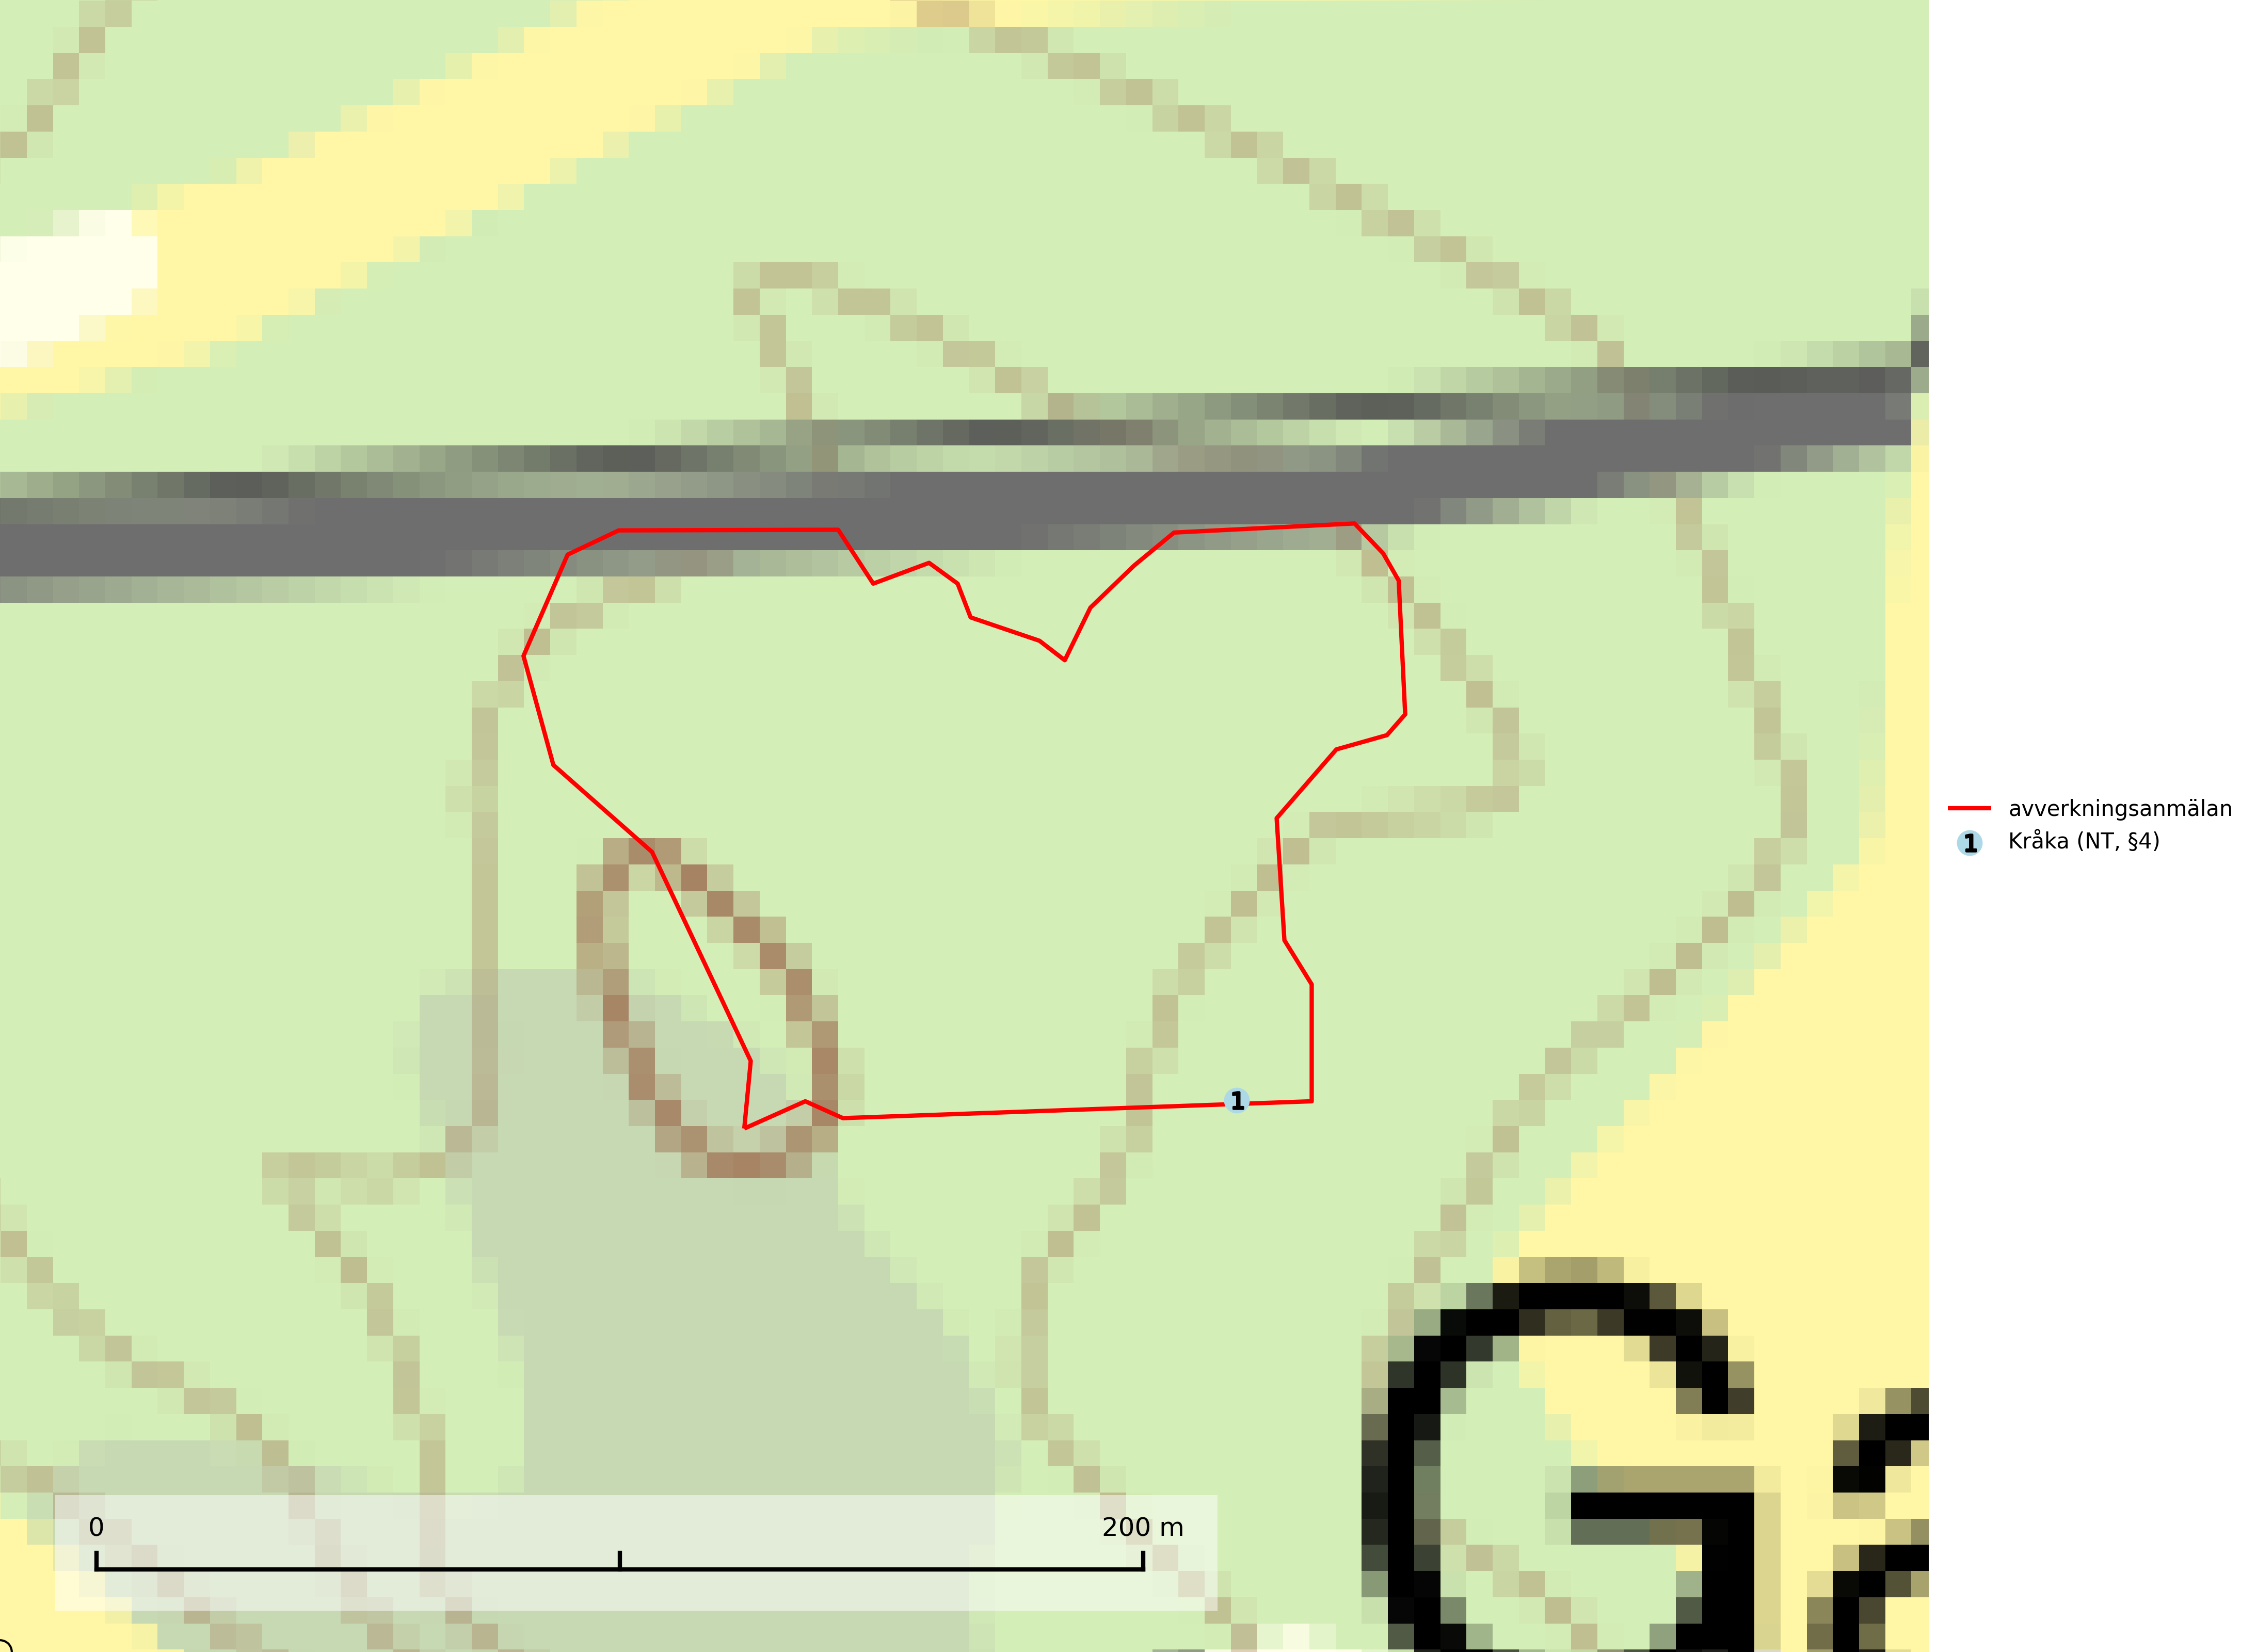 avverkningsanmälan
1 Kråka (NT, §4)
1
0 200 m
G